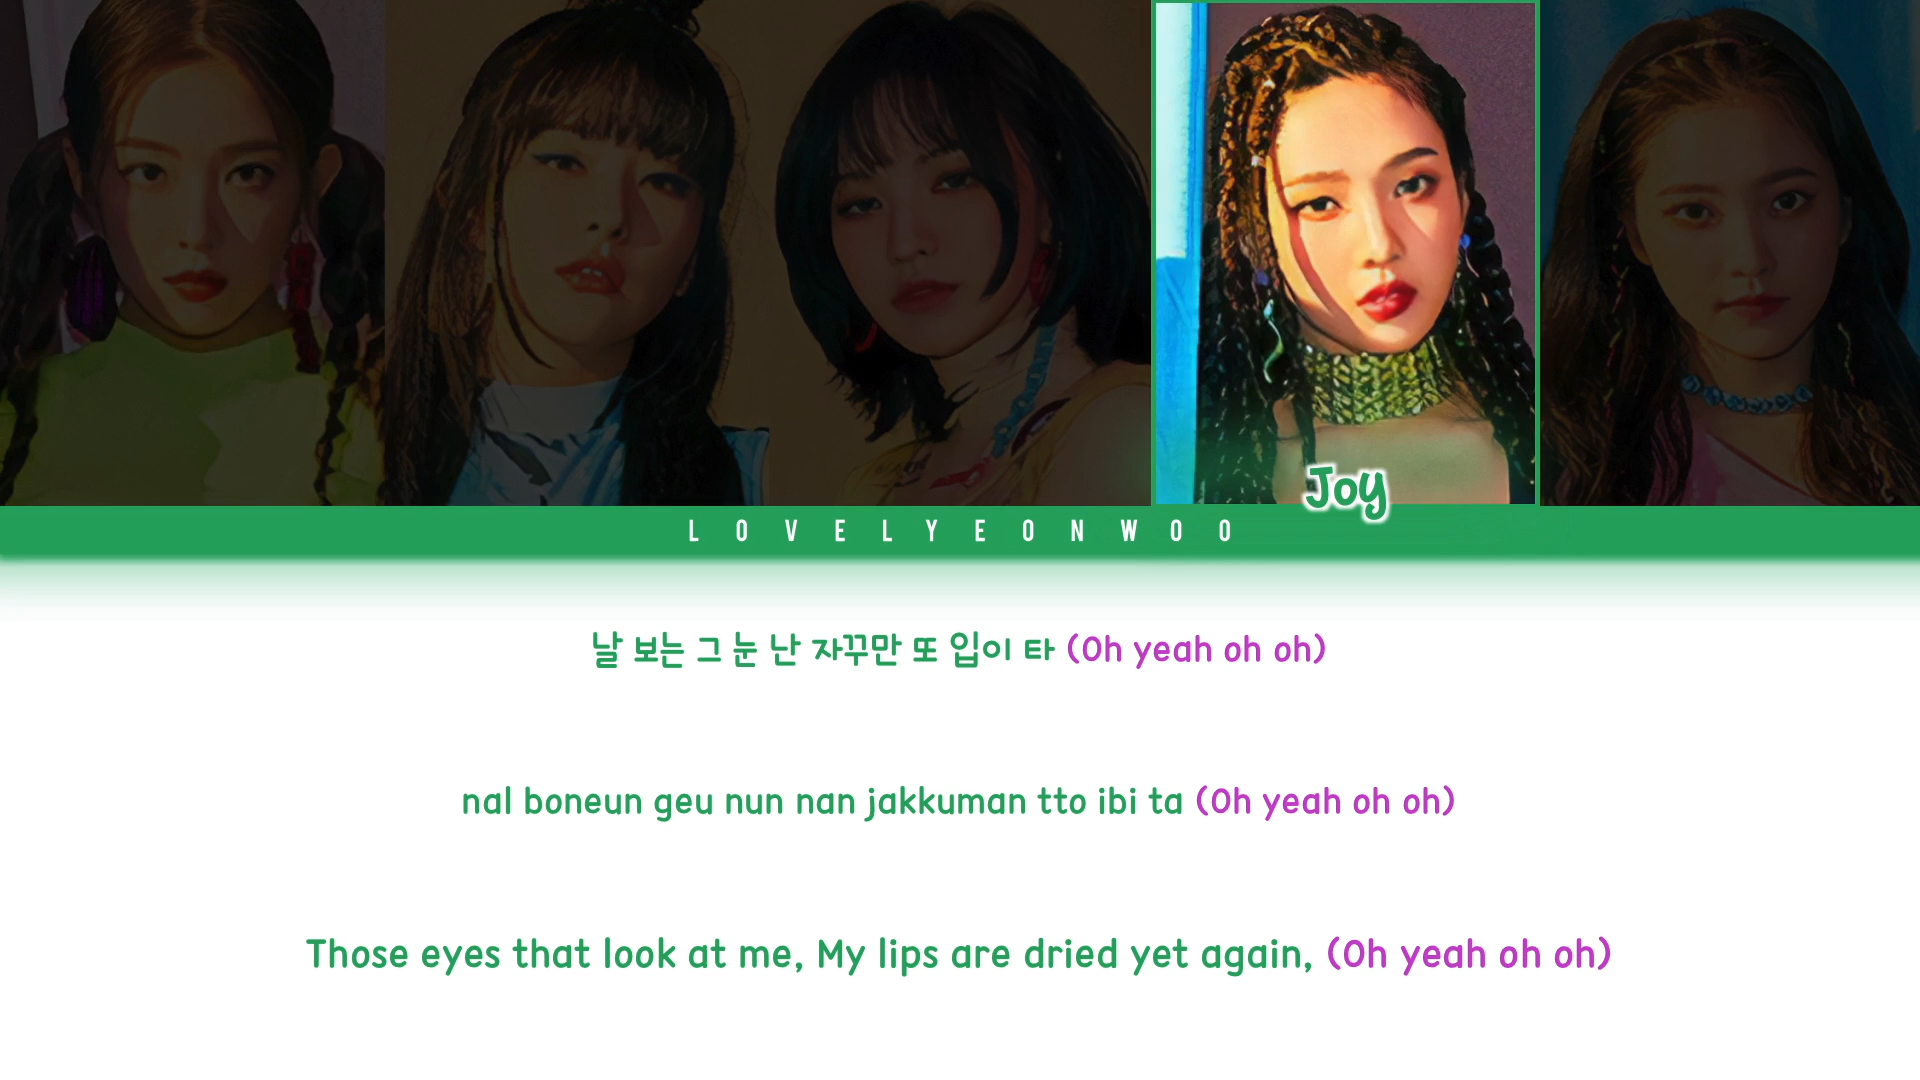 Joy
LOVELYEONWOO
날 보는 그 눈 난 자꾸만 또 입이 타 (Oh yeah oh oh)
nal boneun geu nun nan jakkuman tto ibi ta (Oh yeah oh oh)
Those eyes that look at me, My lips are dried yet again, (Oh yeah oh oh)